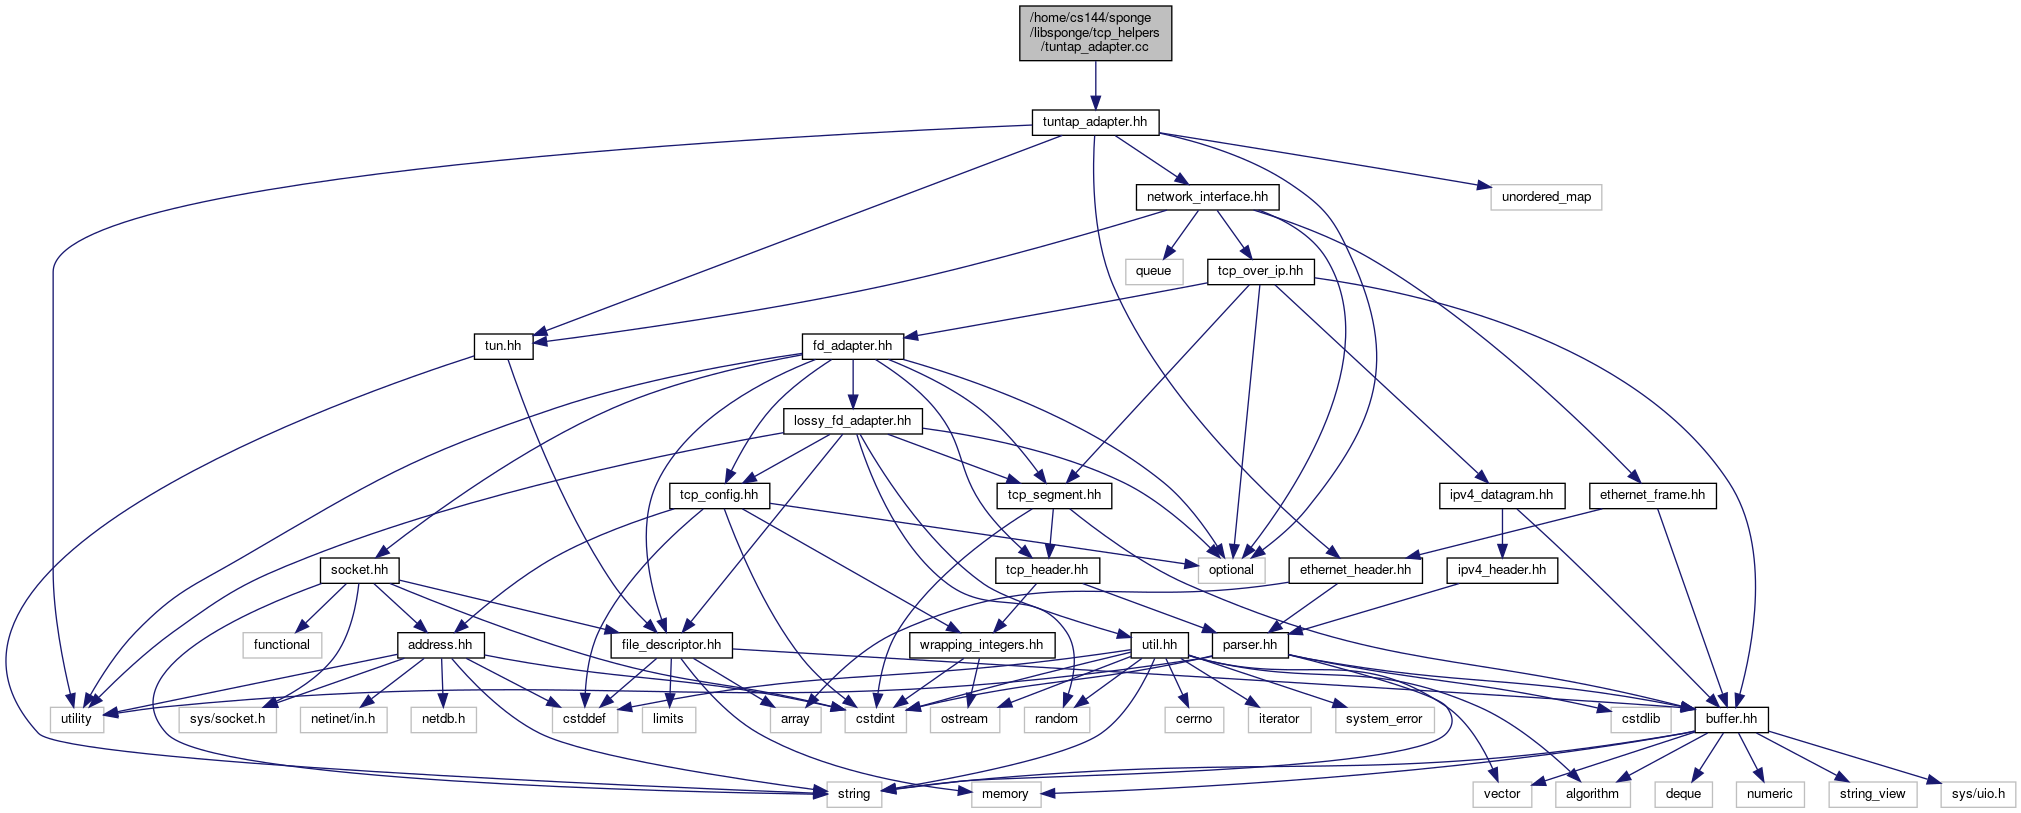 /home/cs144/sponge
/libsponge/tcp_helpers
/tuntap_adapter.cc
tuntap_adapter.hh
network_interface.hh
unordered_map
queue
tcp_over_ip.hh
tun.hh
fd_adapter.hh
lossy_fd_adapter.hh
tcp_config.hh
tcp_segment.hh
ipv4_datagram.hh
ethernet_frame.hh
socket.hh
tcp_header.hh
optional
ethernet_header.hh
ipv4_header.hh
functional
address.hh
file_descriptor.hh
wrapping_integers.hh
util.hh
parser.hh
utility
sys/socket.h
netinet/in.h
netdb.h
cstddef
limits
array
cstdint
ostream
random
cerrno
iterator
system_error
cstdlib
buffer.hh
string
memory
vector
algorithm
deque
numeric
string_view
sys/uio.h